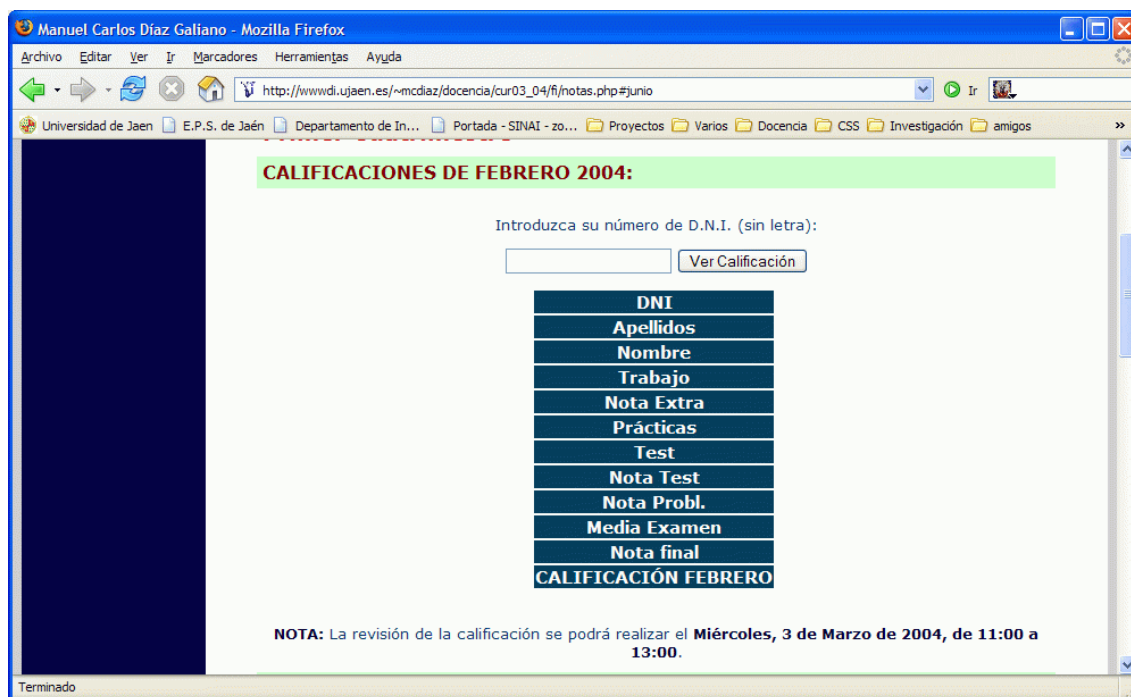 Manuel Carlos Díaz Galiano - Mozilla Firefox
Archivo Editar Ver Ir Marcadores Herramientas Ayuda
http://wwwdi.ujaen.es/~mcdiaz/docencia/cur03_04/fi/notas.php#junio Ir
Universidad de Jaen E.P.S. de Jaén Departamento de In... Portada - SINAI - zo... Proyectos Varios Docencia CSS Investigación amigos »
CALIFICACIONES DE FEBRERO 2004:
Introduzca su número de D.N.I. (sin letra):
Ver Calificación
DNI
Apellidos
Nombre
Trabajo
Nota Extra
Prácticas
Test
Nota Test
Nota Probl.
Media Examen
Nota final
CALIFICACIÓN FEBRERO
NOTA: La revisión de la calificación se podrá realizar el Miércoles, 3 de Marzo de 2004, de 11:00 a
13:00.
Terminado